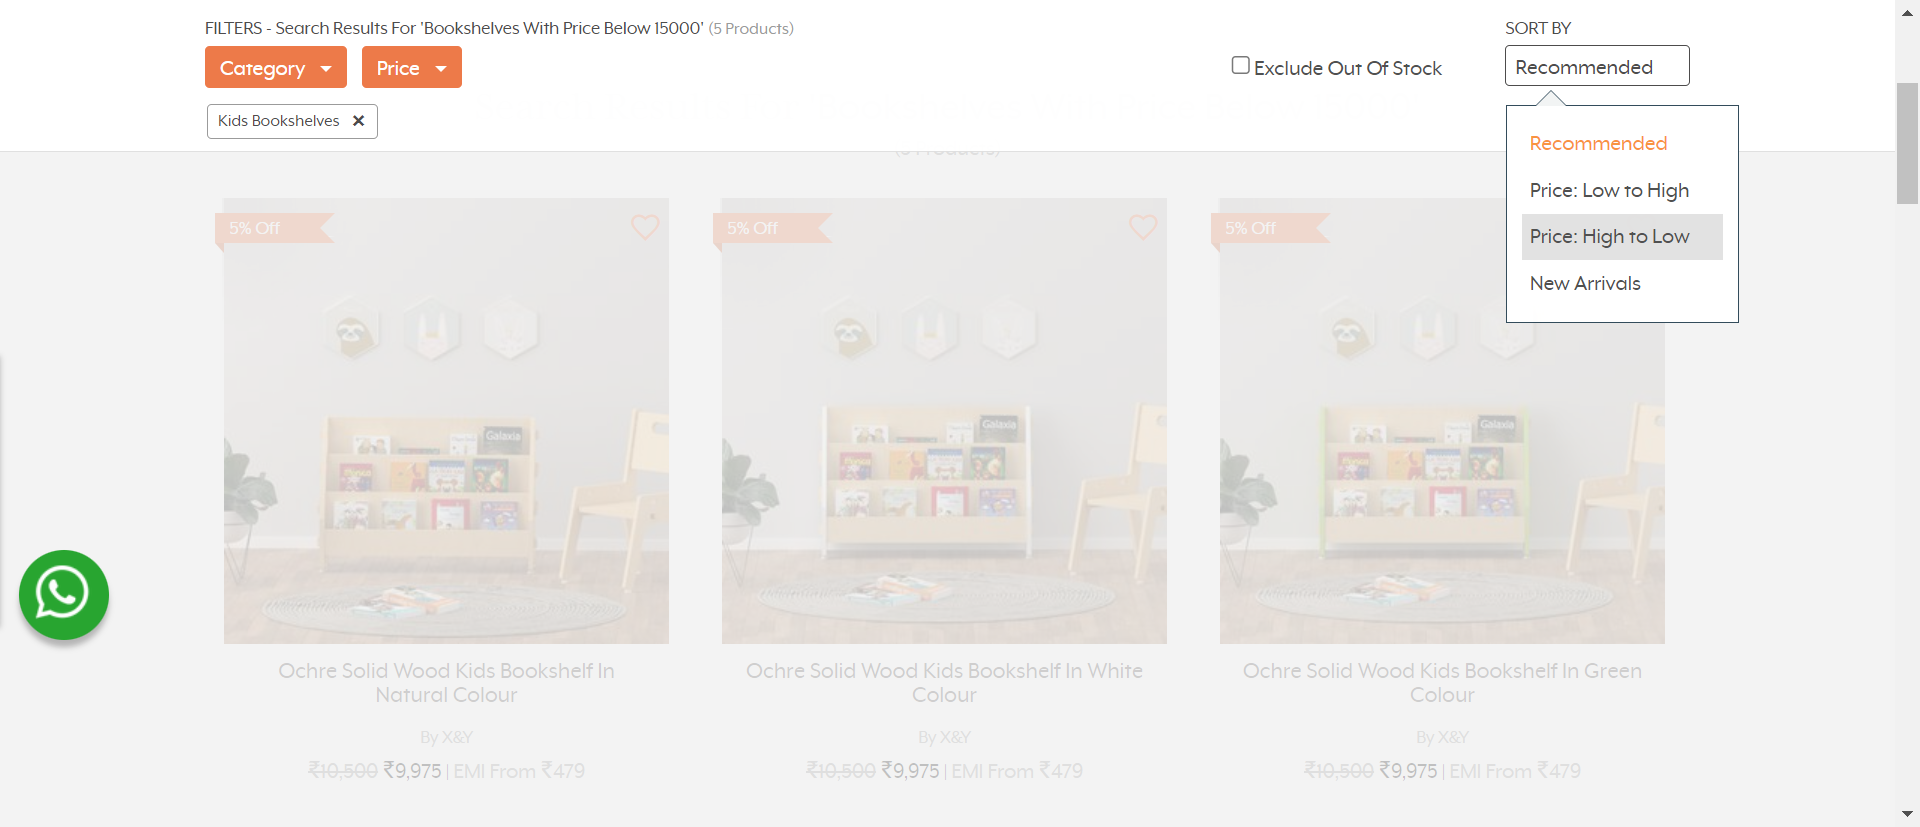 FILTERS - Search Results For 'Bookshelves With Price Below 15000' (5 Products)
SORT BY
Category
Price
Exclude Out Of Stock
Recommended
Kids Bookshelves ✕
(5 Products)
Recommended
Price: Low to High
Price: High to Low
New Arrivals
5% Off
5% Off
5% Off
Galaxia
Galaxia
Galaxia
Ochre Solid Wood Kids Bookshelf In
Natural Colour
By X&Y
₹10,500 ₹9,975 | EMI From ₹479
Ochre Solid Wood Kids Bookshelf In White
Colour
By X&Y
₹10,500 ₹9,975 | EMI From ₹479
Ochre Solid Wood Kids Bookshelf In Green
Colour
By X&Y
₹10,500 ₹9,975 | EMI From ₹479